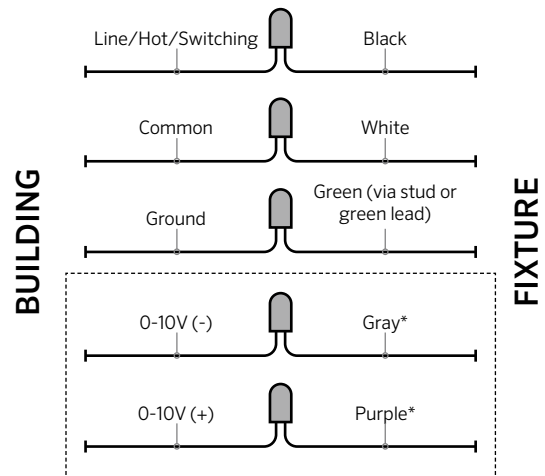 Line/Hot/Switching Black
Common White
Ground Green (via stud or
green lead)
0-10V (-) Gray*
0-10V (+) Purple*
BUILDING
FIXTURE